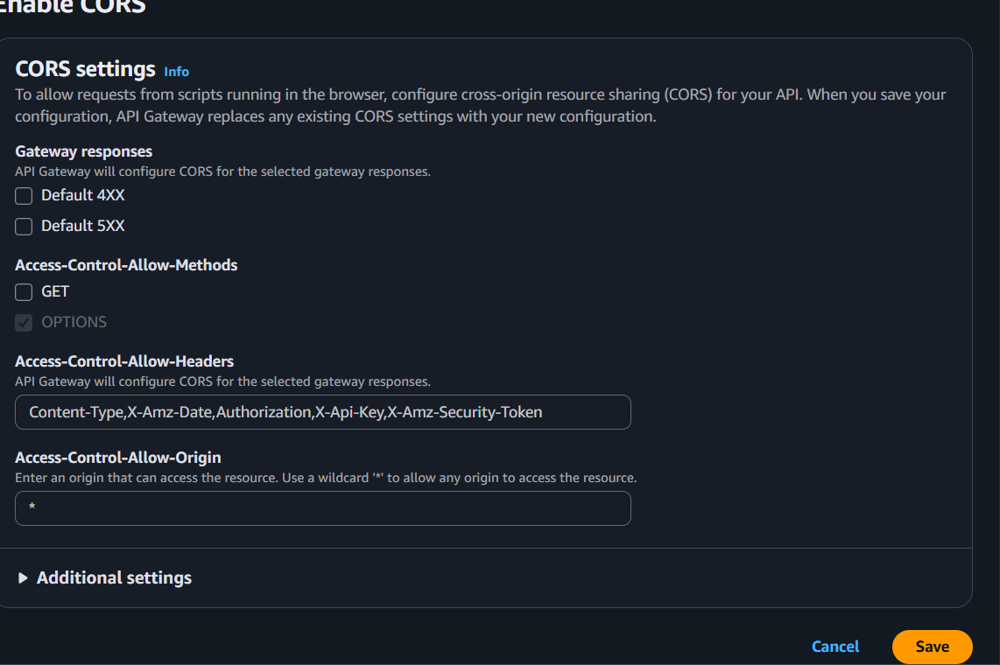 Enable CORS
CORS settings Info
To allow requests from scripts running in the browser, configure cross-origin resource sharing (CORS) for your API. When you save your
configuration, API Gateway replaces any existing CORS settings with your new configuration.
Gateway responses
API Gateway will configure CORS for the selected gateway responses.
Default 4XX
Default 5XX
Access-Control-Allow-Methods
GET
OPTIONS
Access-Control-Allow-Headers
API Gateway will configure CORS for the selected gateway responses.
Content-Type,X-Amz-Date,Authorization,X-Api-Key,X-Amz-Security-Token
Access-Control-Allow-Origin
Enter an origin that can access the resource. Use a wildcard '*' to allow any origin to access the resource.
*
Additional settings
Cancel Save